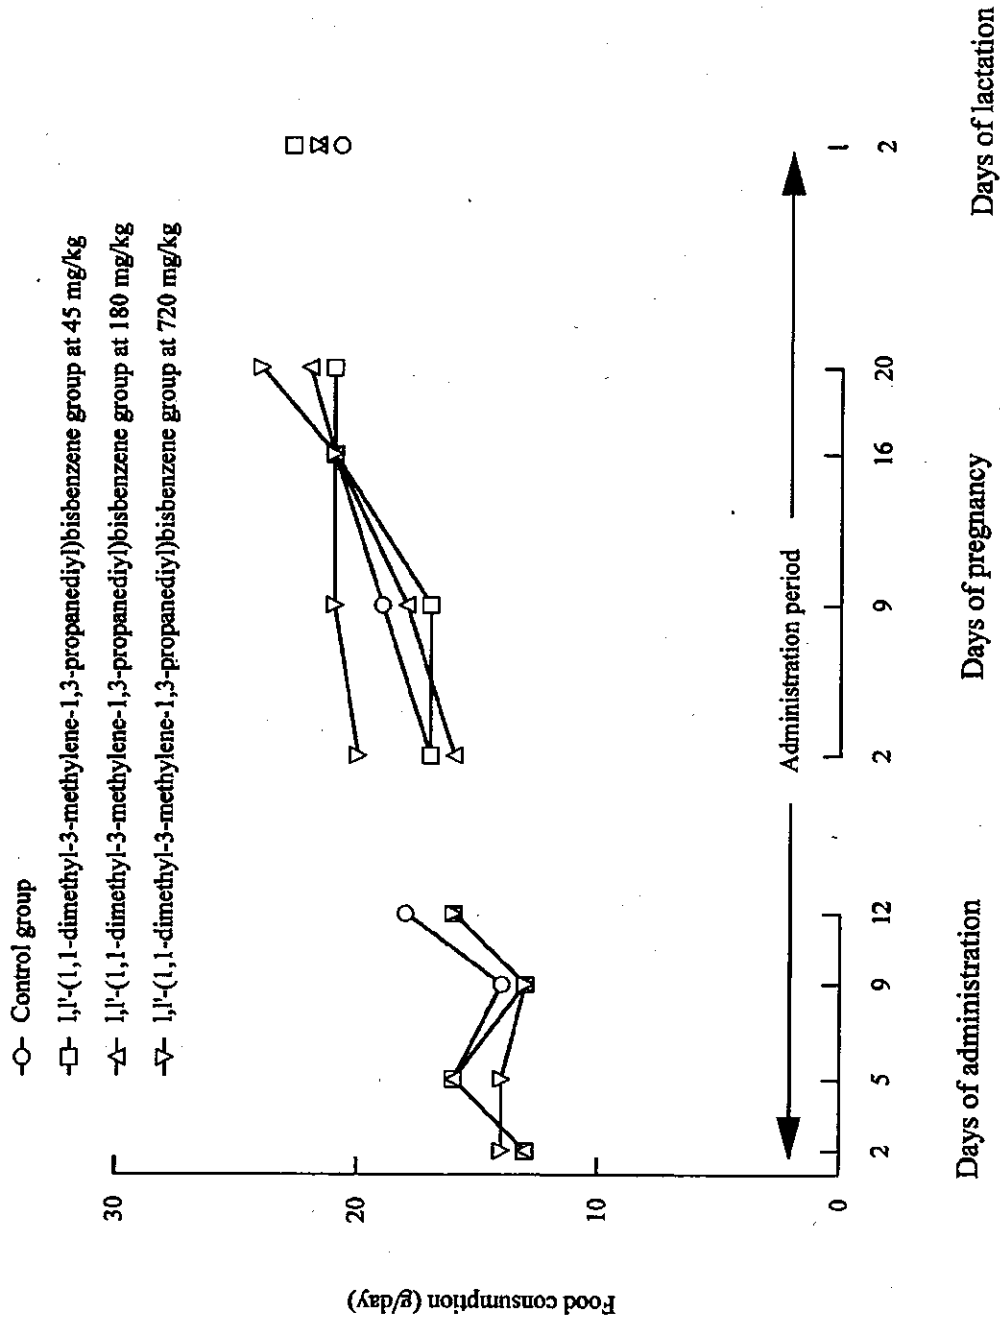 Control group
1,1'-(1,1-dimethyl-3-methylene-1,3-propanediyl)bisbenzene group at 45 mg/kg
1,1'-(1,1-dimethyl-3-methylene-1,3-propanediyl)bisbenzene group at 180 mg/kg
1,1'-(1,1-dimethyl-3-methylene-1,3-propanediyl)bisbenzene group at 720 mg/kg
Food consumption (g/day)
30
20
10
0
Administration period
2 5 9 12 2 9 16 20 2
Days of administration Days of pregnancy Days of lactation